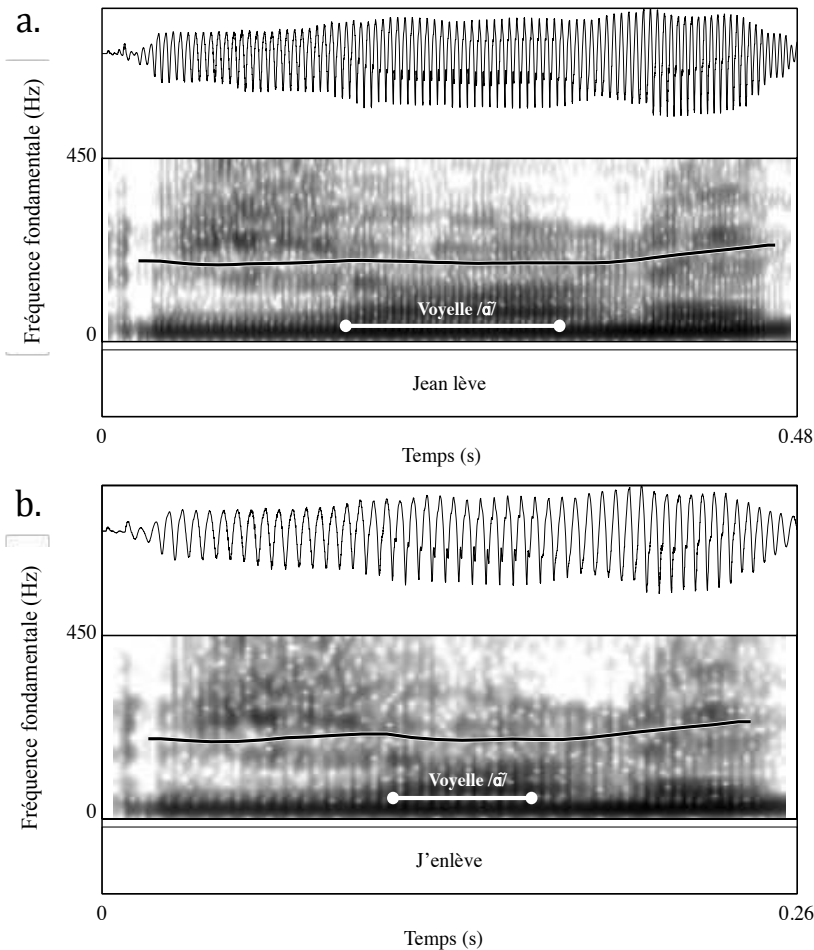 a.
Fréquence fondamentale (Hz)
450
Voyelle /ɑ̃/
0
Jean lève
0
0.48
Temps (s)
b.
Fréquence fondamentale (Hz)
450
Voyelle /ɑ̃/
0
J’enlève
0
0.26
Temps (s)